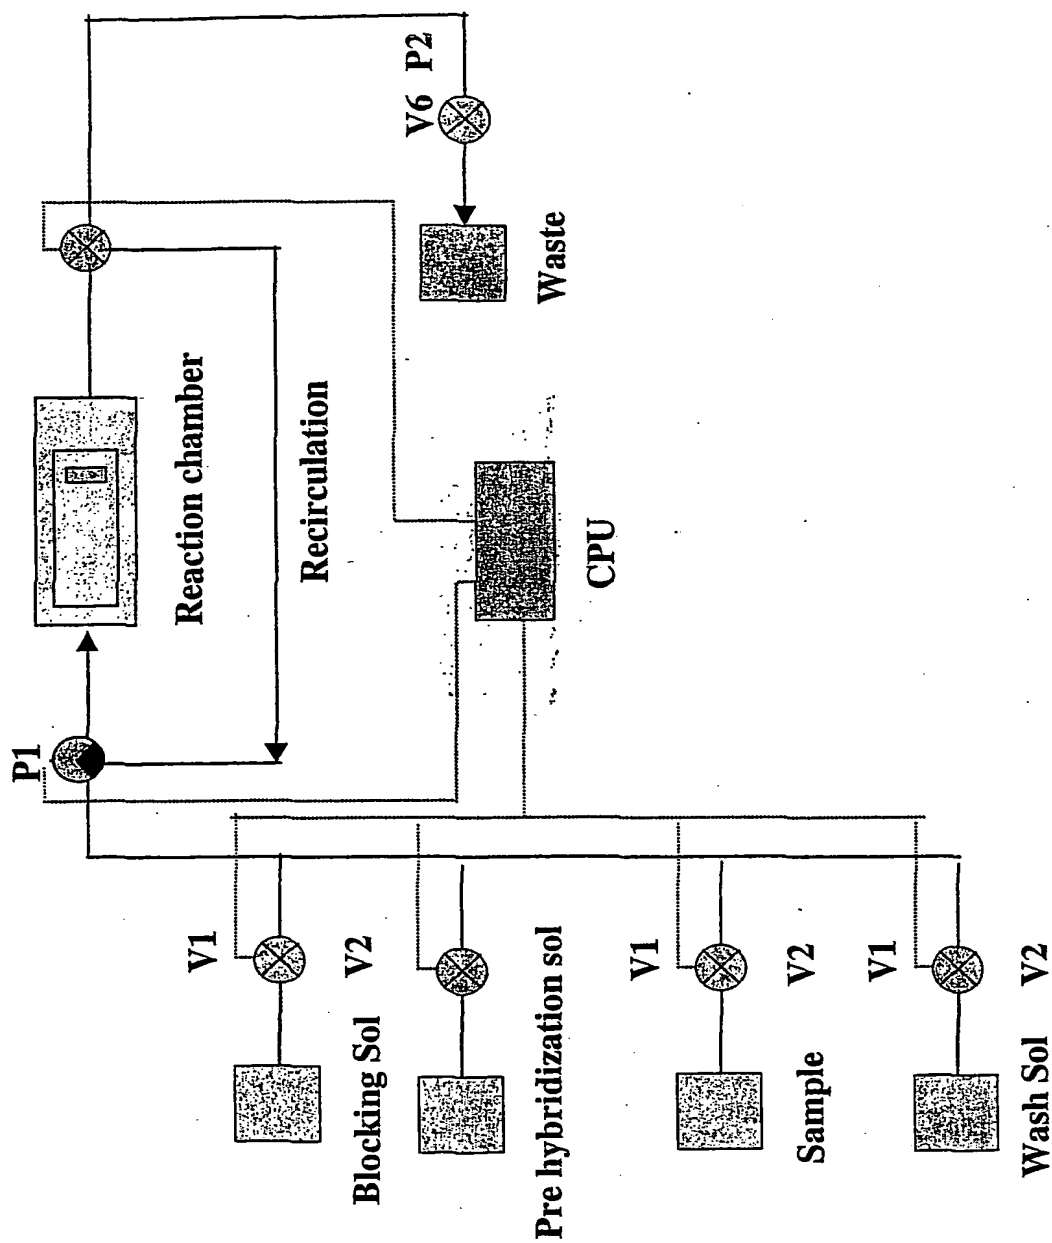 P1
Reaction chamber
Recirculation
V6 P2
Waste
CPU
V1
Blocking Sol
V2
Pre hybridization sol
V1
Sample
V2
V1
Wash Sol
V2